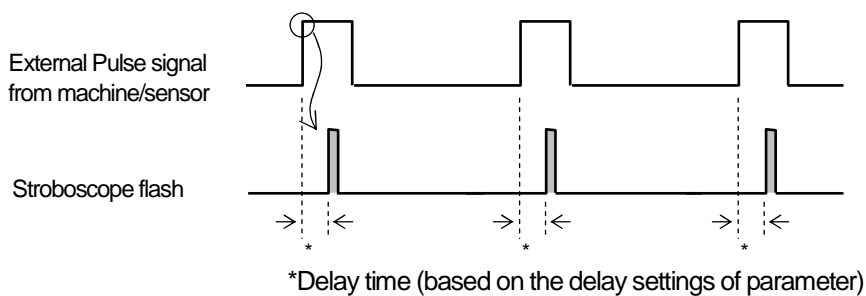 External Pulse signal
from machine/sensor
Stroboscope flash
* * *
*Delay time (based on the delay settings of parameter)